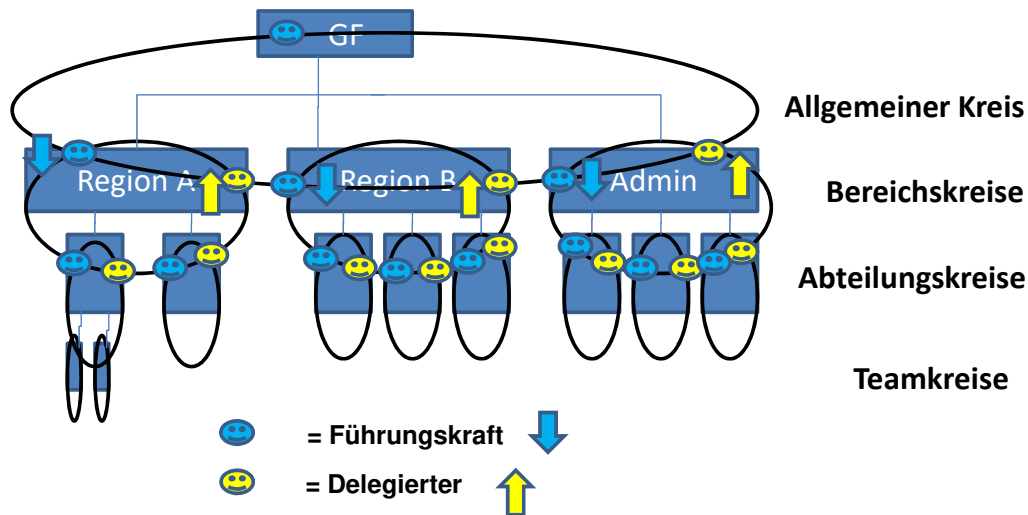 GF
Allgemeiner Kreis
Region A
Region B
Admin
Bereichskreise
Abteilungskreise
Teamkreise
= Führungskraft
= Delegierter